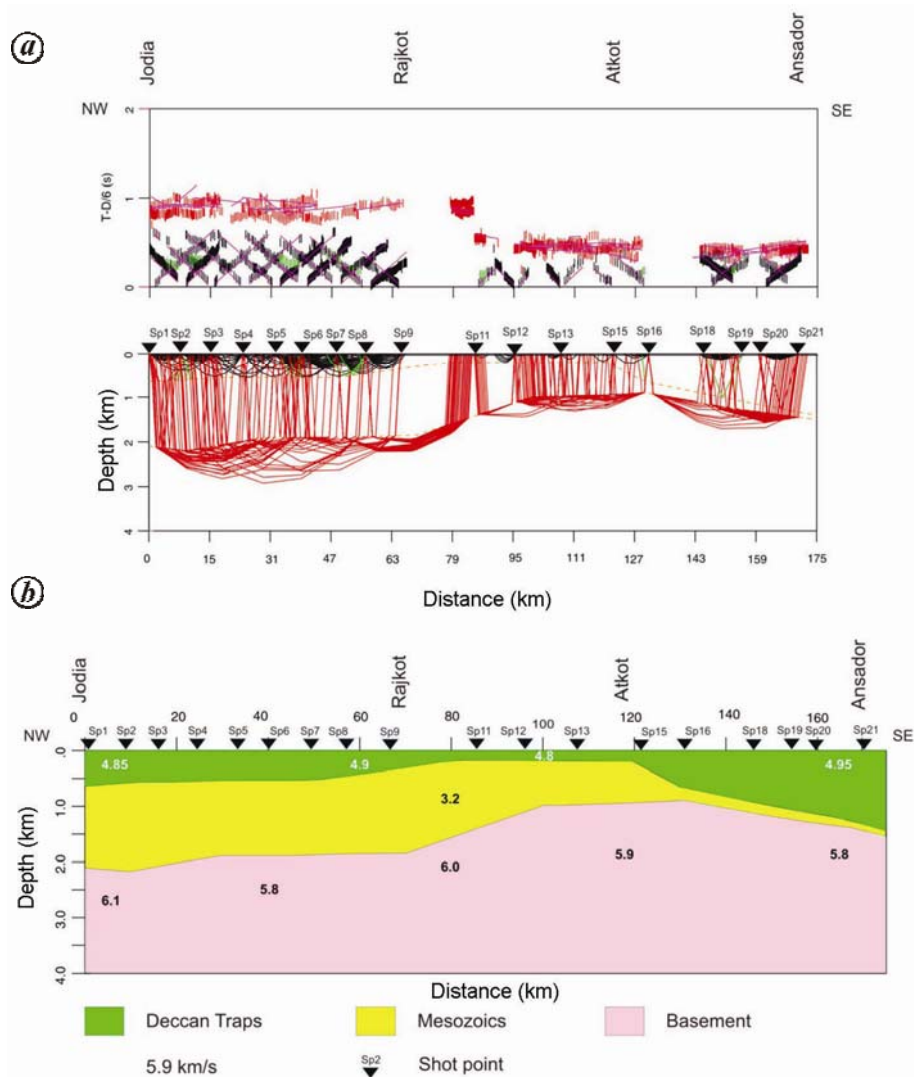 a
Jodia Rajkot Atkot Ansador
NW SE
2
1
0
T-D/6 (s)
Sp1 Sp2 Sp3 Sp4 Sp5 Sp6 Sp7 Sp8 Sp9 Sp11 Sp12 Sp13 Sp15 Sp16 Sp18 Sp19 Sp20 Sp21
0
1
2
3
4
Depth (km)
0 15 31 47 63 79 95 111 127 143 159 175
Distance (km)
b
Jodia Rajkot Atkot Ansador
0 20 40 60 80 100 120 140 160
NW SE
Sp1 Sp2 Sp3 Sp4 Sp5 Sp6 Sp7 Sp8 Sp9 Sp11 Sp12 Sp13 Sp15 Sp16 Sp18 Sp19 Sp20 Sp21
.0
1.0
2.0
3.0
4.0
Depth (km)
4.85 4.9 4.8 4.95
3.2
6.1 5.8 6.0 5.9 5.8
Distance (km)
Deccan Traps Mesozoics Basement
5.9 km/s Sp2 Shot point